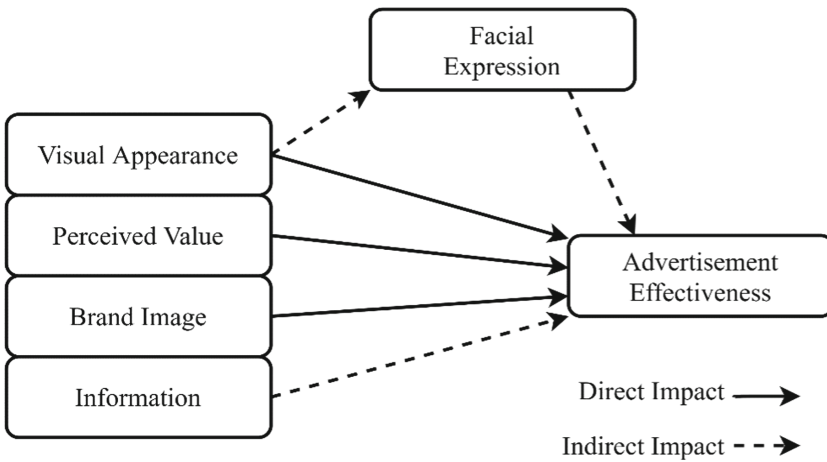 Facial
Expression
Visual Appearance
Perceived Value
Brand Image
Information
Advertisement
Effectiveness
Direct Impact
Indirect Impact